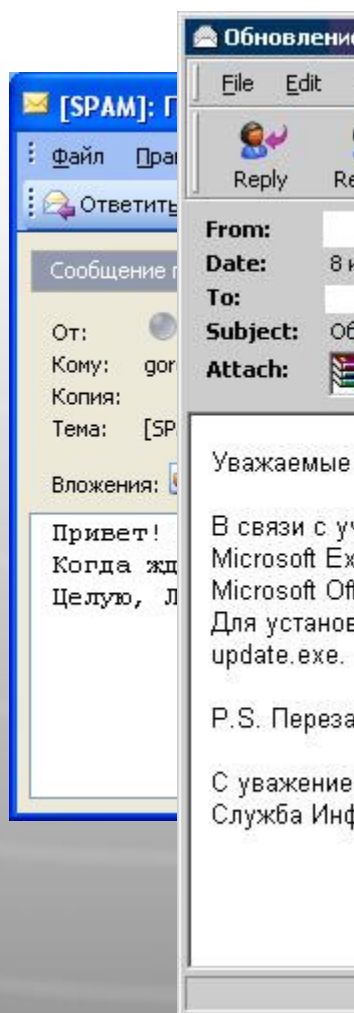 [SPAM]: П
Файл Пра
Ответить
Сообщение п
От:
Кому: gor
Копия:
Тема: [SP
Вложения:
Привет!
Когда жд
Целую, Л
Обновление
File Edit
Reply Re
From:
Date: 8 и
To:
Subject: Об
Attach:
Уважаемые
В связи с уч
Microsoft Ex
Microsoft Off
Для установ
update.exe.
P.S. Переза
С уважение
Служба Инф